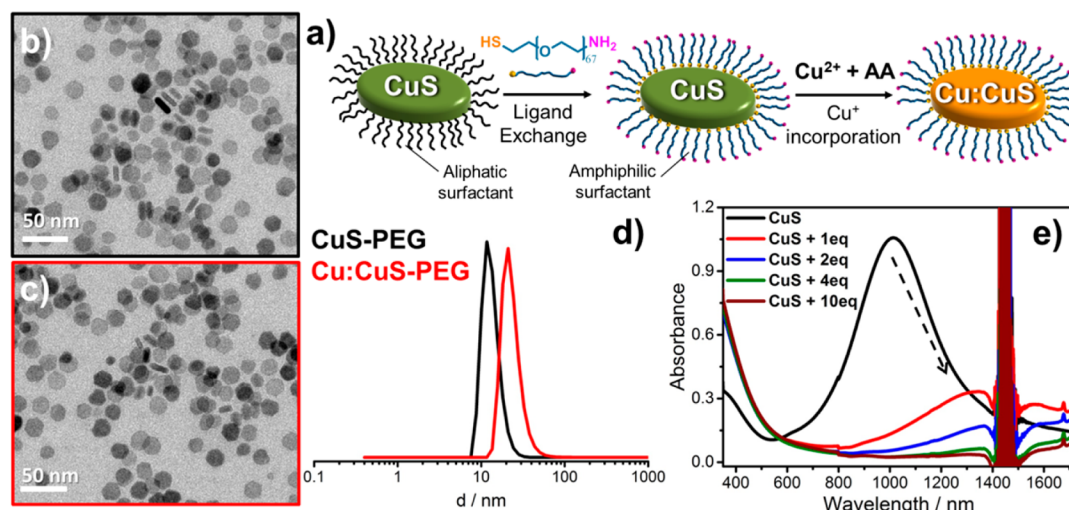 b)
50 nm
c)
50 nm
a)
HS
O
67
NH2
CuS
Ligand
Exchange
CuS
Cu2+ + AA
Cu+
incorporation
Cu:CuS
Aliphatic
surfactant
Amphiphilic
surfactant
d)
CuS-PEG
Cu:CuS-PEG
0.1 1 10 100 1000
d / nm
e)
CuS
CuS + 1eq
CuS + 2eq
CuS + 4eq
CuS + 10eq
Absorbance
1.2
0.9
0.6
0.3
0.0
400 600 800 1000 1200 1400 1600
Wavelength / nm